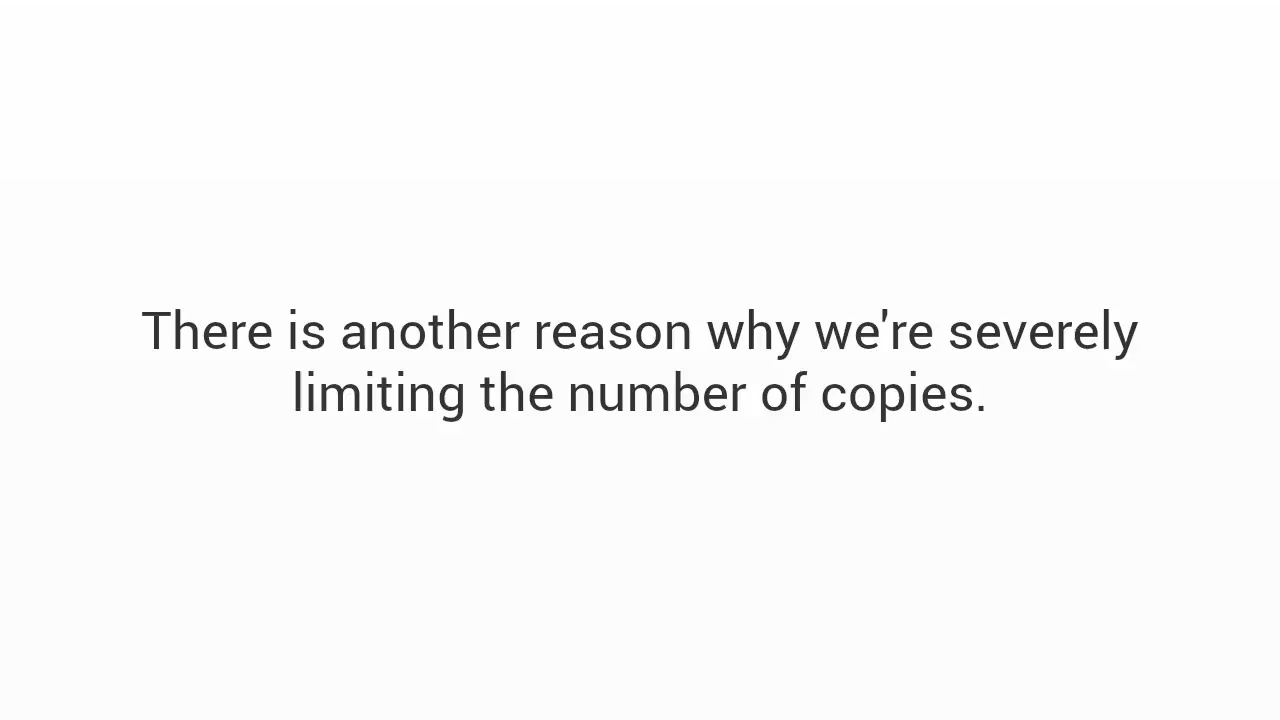 There is another reason why we're severely
limiting the number of copies.